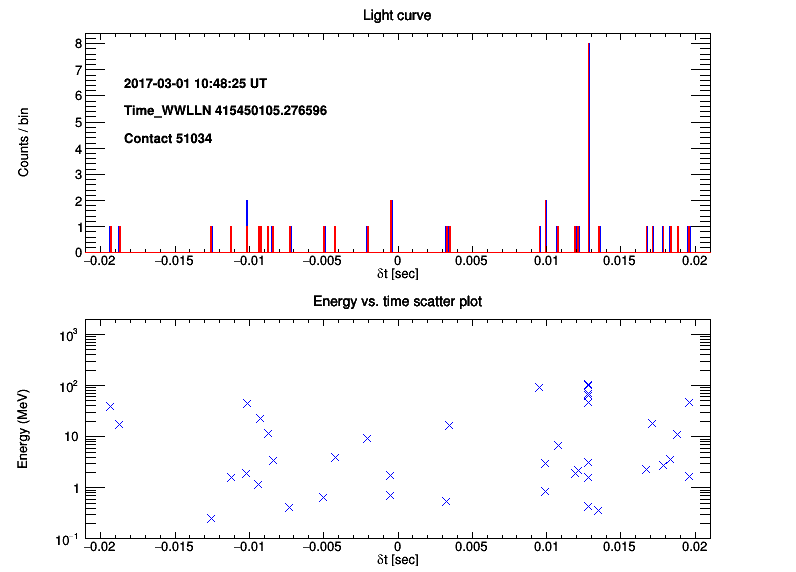 Light curve
Counts / bin
8
7
6
5
4
3
2
1
0
2017-03-01 10:48:25 UT
Time_WWLLN 415450105.276596
Contact 51034
−0.02 −0.015 −0.01 −0.005 0 0.005 0.01 0.015 0.02
δt [sec]
Energy vs. time scatter plot
Energy (MeV)
10³
10²
10
1
10⁻¹
−0.02 −0.015 −0.01 −0.005 0 0.005 0.01 0.015 0.02
δt [sec]